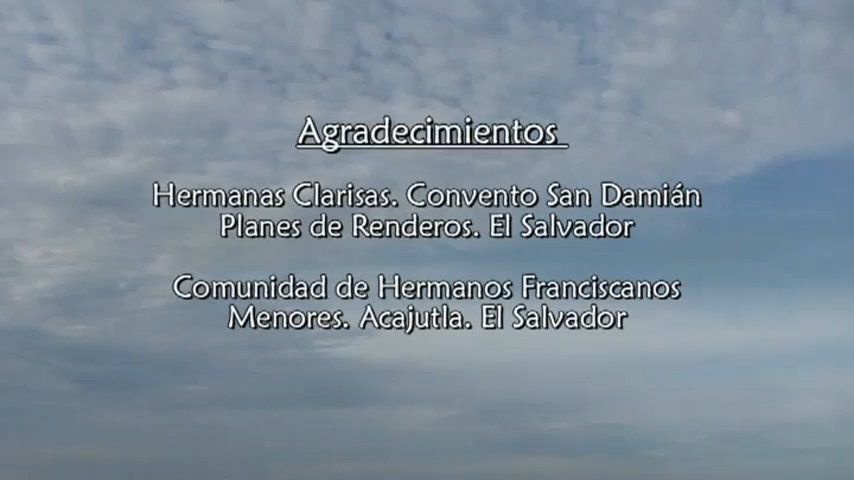 Agradecimientos
Hermanas Clarisas. Convento San Damián
Planes de Renderos. El Salvador
Comunidad de Hermanos Franciscanos
Menores. Acajutla. El Salvador